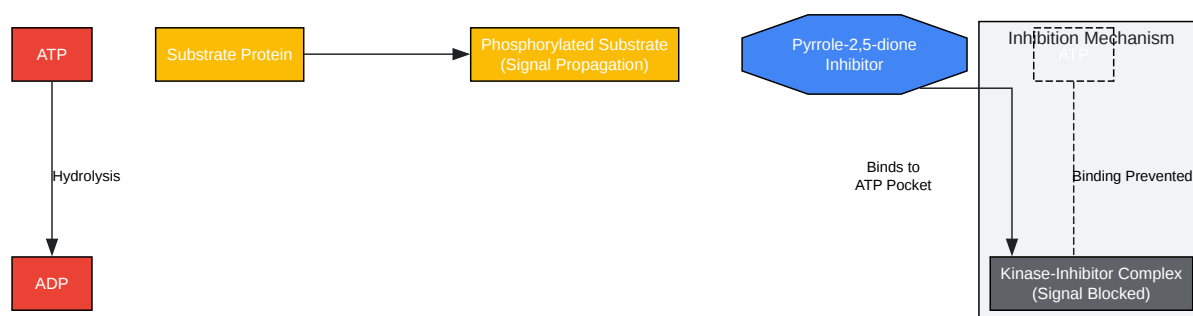 ATP
Substrate Protein
Phosphorylated Substrate
(Signal Propagation)
Pyrrole-2,5-dione
Inhibitor
Inhibition Mechanism
ATP
Hydrolysis
Binds to
ATP Pocket
Binding Prevented
ADP
Kinase-Inhibitor Complex
(Signal Blocked)